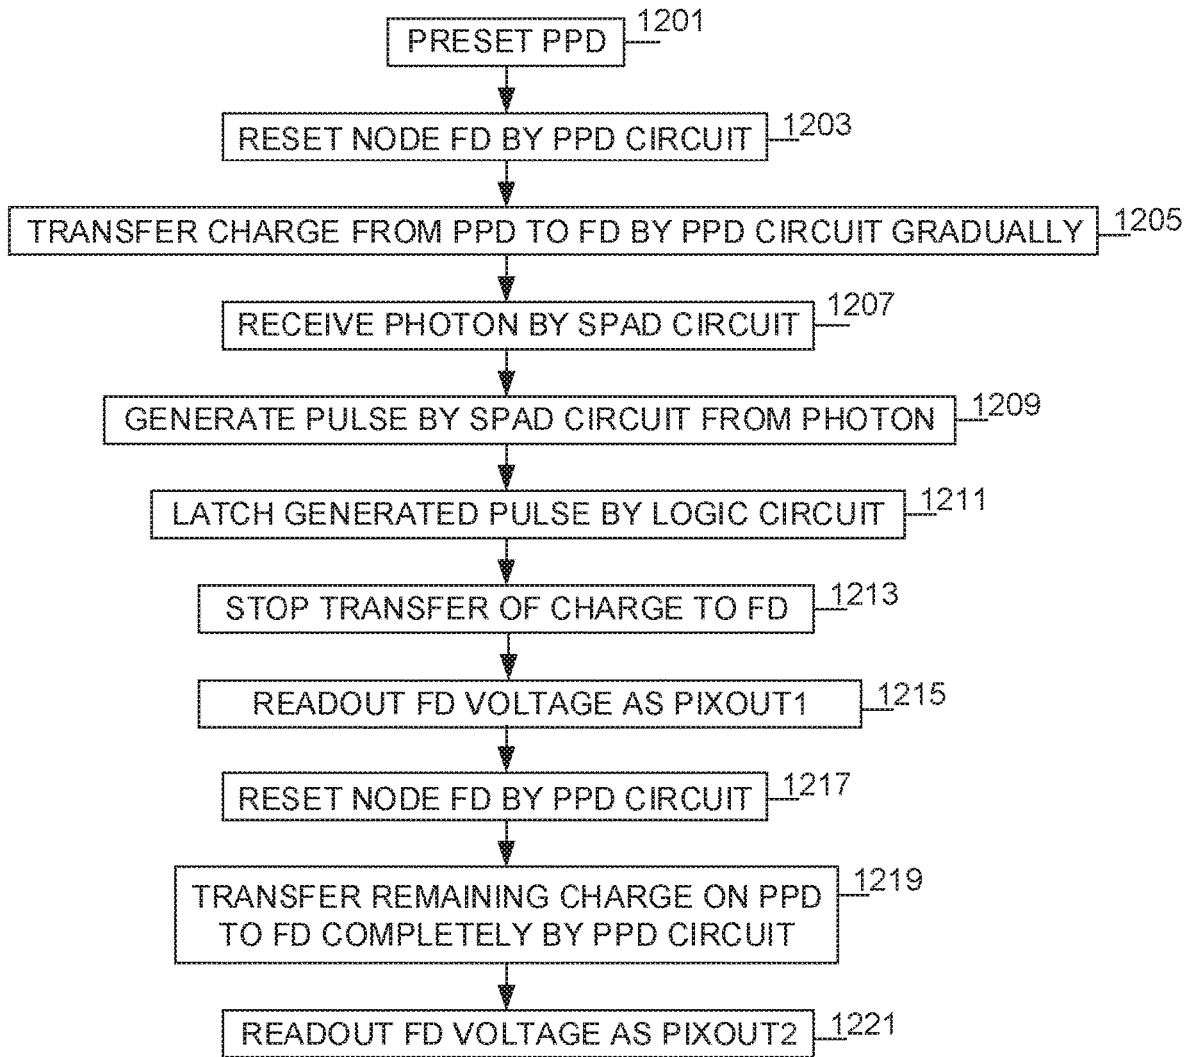 PRESET PPD 1201
RESET NODE FD BY PPD CIRCUIT 1203
TRANSFER CHARGE FROM PPD TO FD BY PPD CIRCUIT GRADUALLY 1205
RECEIVE PHOTON BY SPAD CIRCUIT 1207
GENERATE PULSE BY SPAD CIRCUIT FROM PHOTON 1209
LATCH GENERATED PULSE BY LOGIC CIRCUIT 1211
STOP TRANSFER OF CHARGE TO FD 1213
READOUT FD VOLTAGE AS PIXOUT1 1215
RESET NODE FD BY PPD CIRCUIT 1217
TRANSFER REMAINING CHARGE ON PPD 1219
TO FD COMPLETELY BY PPD CIRCUIT
READOUT FD VOLTAGE AS PIXOUT2 1221